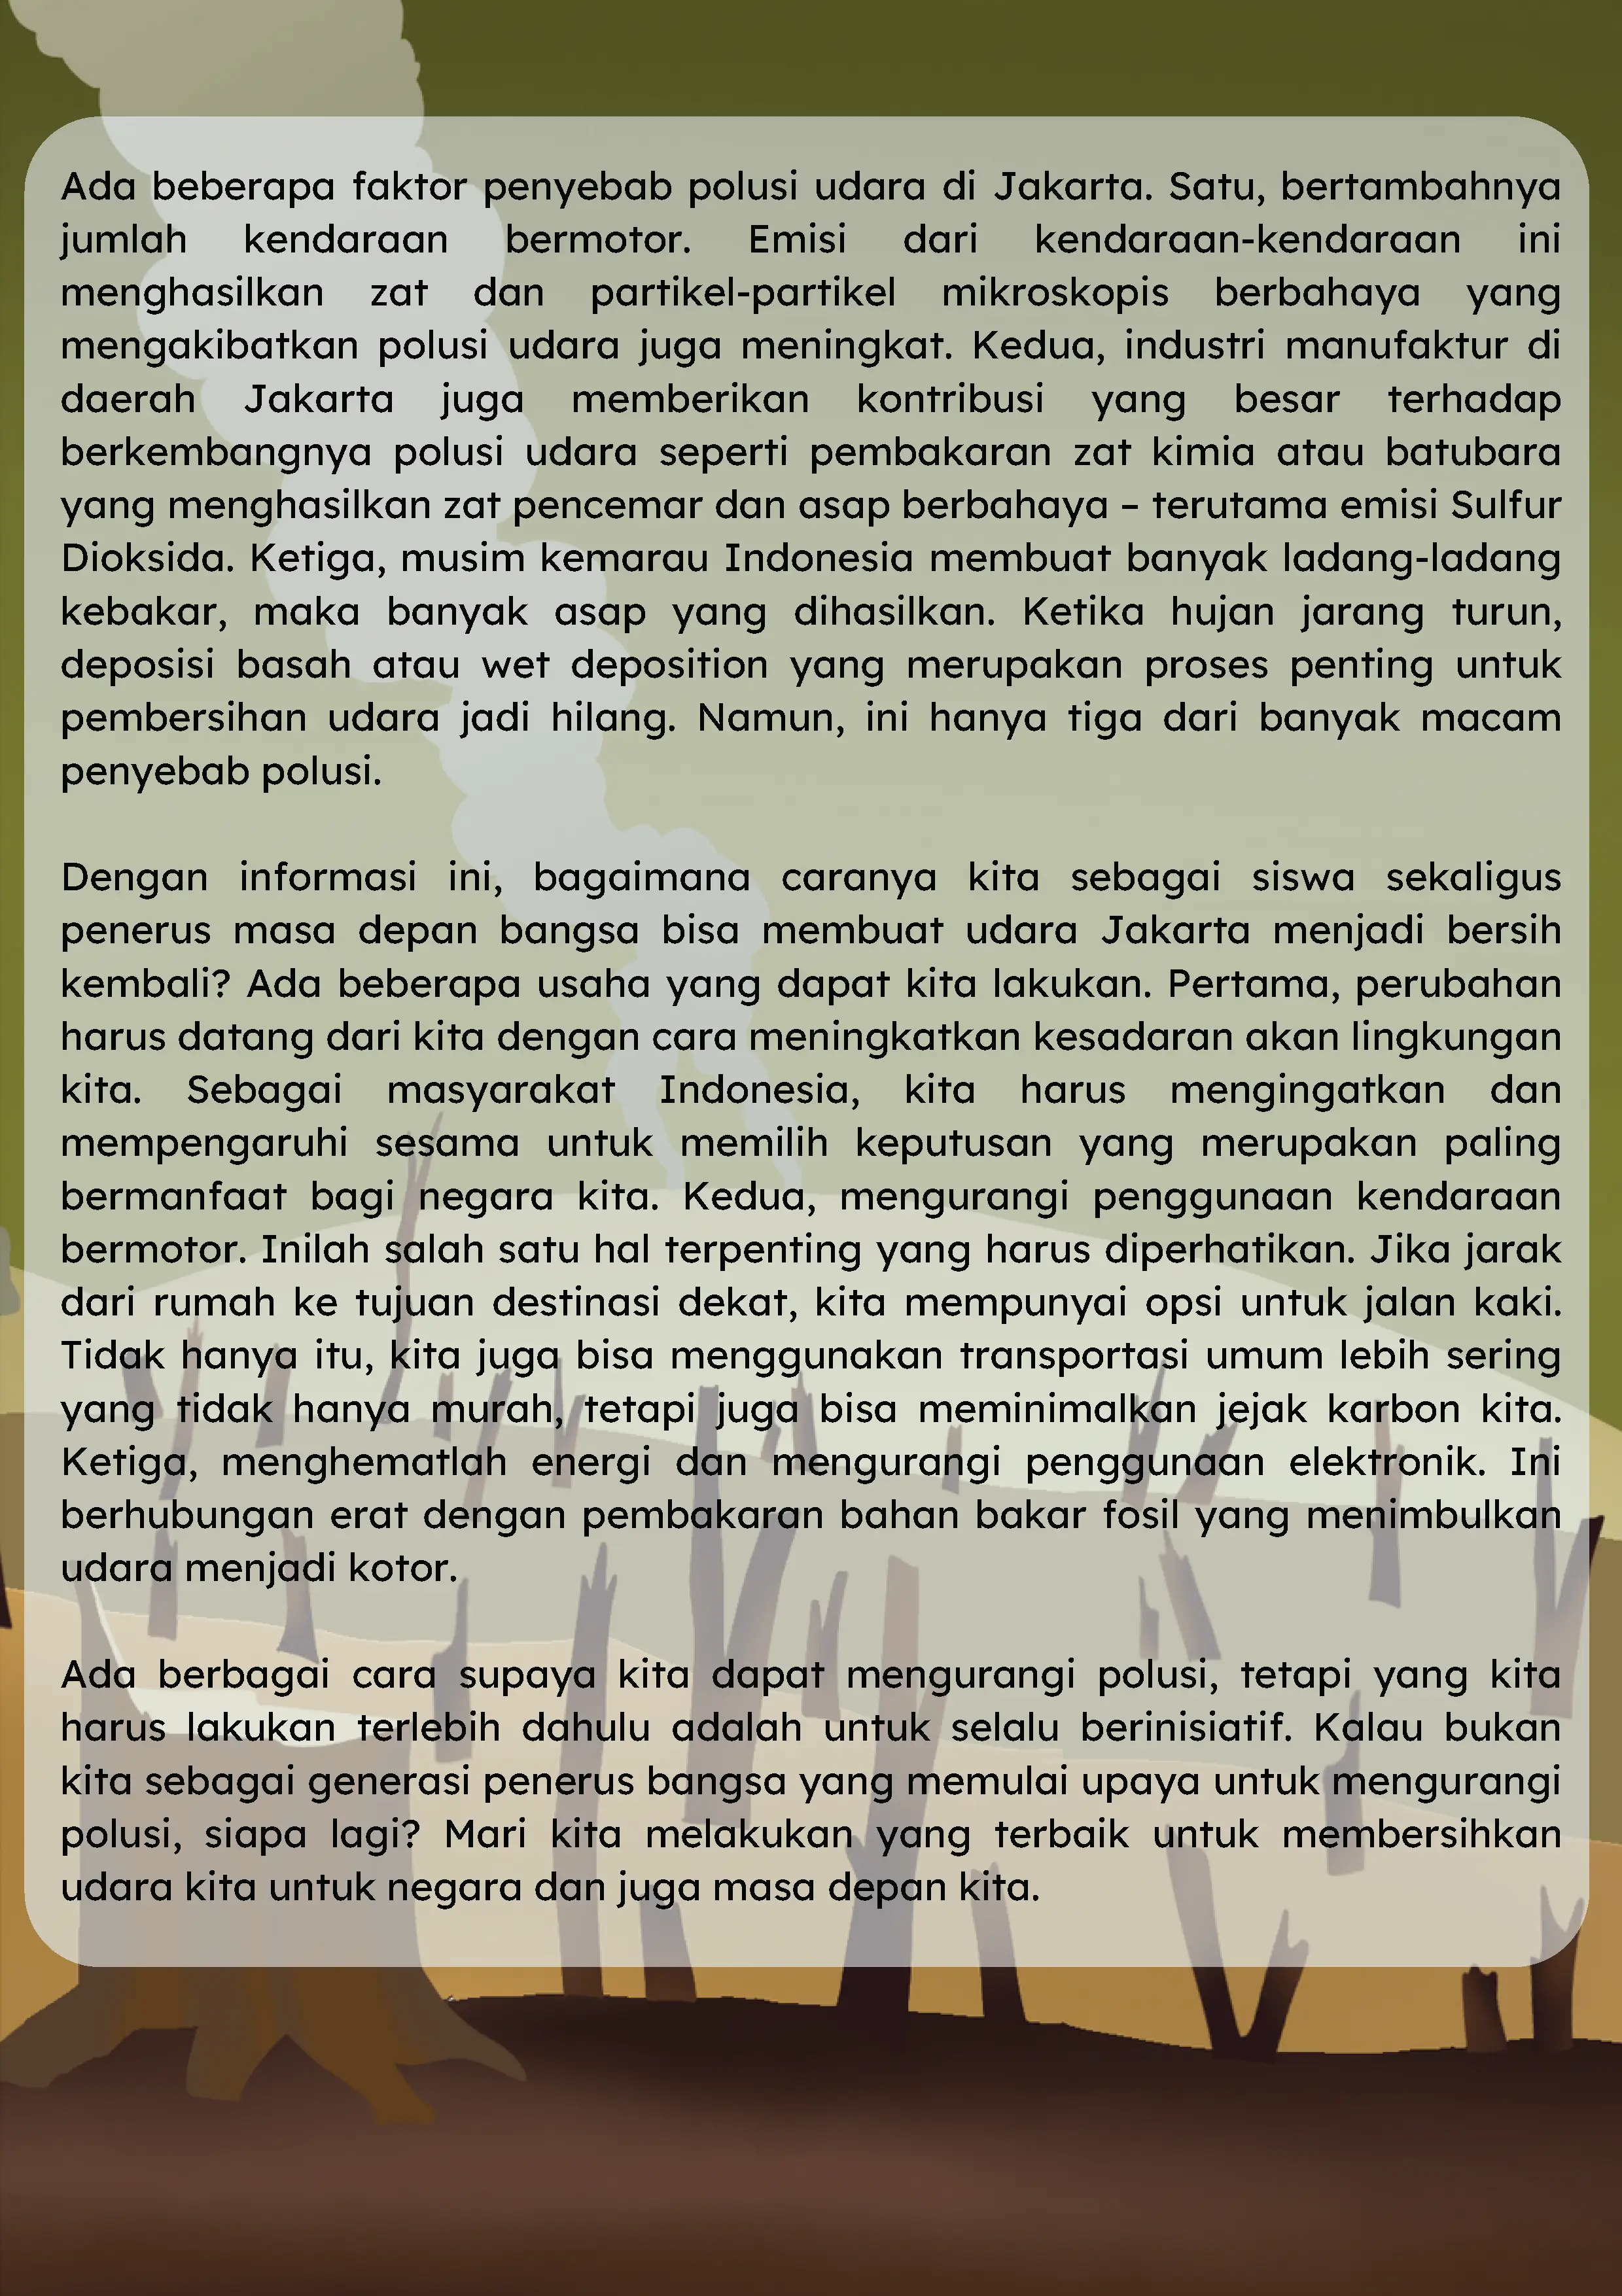 Ada beberapa faktor penyebab polusi udara di Jakarta. Satu, bertambahnya
jumlah kendaraan bermotor. Emisi dari kendaraan-kendaraan ini
menghasilkan zat dan partikel-partikel mikroskopis berbahaya yang
mengakibatkan polusi udara juga meningkat. Kedua, industri manufaktur di
daerah Jakarta juga memberikan kontribusi yang besar terhadap
berkembangnya polusi udara seperti pembakaran zat kimia atau batubara
yang menghasilkan zat pencemar dan asap berbahaya – terutama emisi Sulfur
Dioksida. Ketiga, musim kemarau Indonesia membuat banyak ladang-ladang
kebakar, maka banyak asap yang dihasilkan. Ketika hujan jarang turun,
deposisi basah atau wet deposition yang merupakan proses penting untuk
pembersihan udara jadi hilang. Namun, ini hanya tiga dari banyak macam
penyebab polusi.
Dengan informasi ini, bagaimana caranya kita sebagai siswa sekaligus
penerus masa depan bangsa bisa membuat udara Jakarta menjadi bersih
kembali? Ada beberapa usaha yang dapat kita lakukan. Pertama, perubahan
harus datang dari kita dengan cara meningkatkan kesadaran akan lingkungan
kita. Sebagai masyarakat Indonesia, kita harus mengingatkan dan
mempengaruhi sesama untuk memilih keputusan yang merupakan paling
bermanfaat bagi negara kita. Kedua, mengurangi penggunaan kendaraan
bermotor. Inilah salah satu hal terpenting yang harus diperhatikan. Jika jarak
dari rumah ke tujuan destinasi dekat, kita mempunyai opsi untuk jalan kaki.
Tidak hanya itu, kita juga bisa menggunakan transportasi umum lebih sering
yang tidak hanya murah, tetapi juga bisa meminimalkan jejak karbon kita.
Ketiga, menghematlah energi dan mengurangi penggunaan elektronik. Ini
berhubungan erat dengan pembakaran bahan bakar fosil yang menimbulkan
udara menjadi kotor.
Ada berbagai cara supaya kita dapat mengurangi polusi, tetapi yang kita
harus lakukan terlebih dahulu adalah untuk selalu berinisiatif. Kalau bukan
kita sebagai generasi penerus bangsa yang memulai upaya untuk mengurangi
polusi, siapa lagi? Mari kita melakukan yang terbaik untuk membersihkan
udara kita untuk negara dan juga masa depan kita.